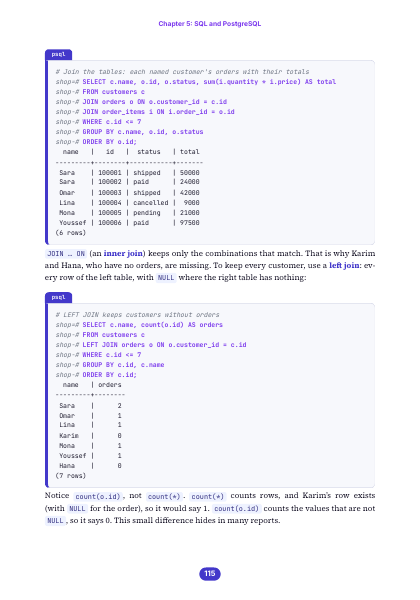 Chapter 5: SQL and PostgreSQL
psql
# Join the tables: each named customer's orders with their totals
shop=# SELECT c.name, o.id, o.status, sum(i.quantity * i.price) AS total
shop-# FROM customers c
shop-# JOIN orders o ON o.customer_id = c.id
shop-# JOIN order_items i ON i.order_id = o.id
shop-# WHERE c.id <= 7
shop-# GROUP BY c.name, o.id, o.status
shop-# ORDER BY o.id;
  name   |   id   |  status   | total
---------+--------+-----------+-------
 Sara    | 100001 | shipped   | 50000
 Sara    | 100002 | paid      | 24000
 Omar    | 100003 | shipped   | 42000
 Lina    | 100004 | cancelled |  9000
 Mona    | 100005 | pending   | 21000
 Youssef | 100006 | paid      | 97500
(6 rows)
JOIN … ON (an inner join) keeps only the combinations that match. That is why Karim
and Hana, who have no orders, are missing. To keep every customer, use a left join: ev-
ery row of the left table, with NULL where the right table has nothing:
psql
# LEFT JOIN keeps customers without orders
shop=# SELECT c.name, count(o.id) AS orders
shop-# FROM customers c
shop-# LEFT JOIN orders o ON o.customer_id = c.id
shop-# WHERE c.id <= 7
shop-# GROUP BY c.id, c.name
shop-# ORDER BY c.id;
  name   | orders
---------+--------
 Sara    |      2
 Omar    |      1
 Lina    |      1
 Karim   |      0
 Mona    |      1
 Youssef |      1
 Hana    |      0
(7 rows)
Notice count(o.id), not count(*). count(*) counts rows, and Karim's row exists
(with NULL for the order), so it would say 1. count(o.id) counts the values that are not
NULL, so it says 0. This small difference hides in many reports.
115